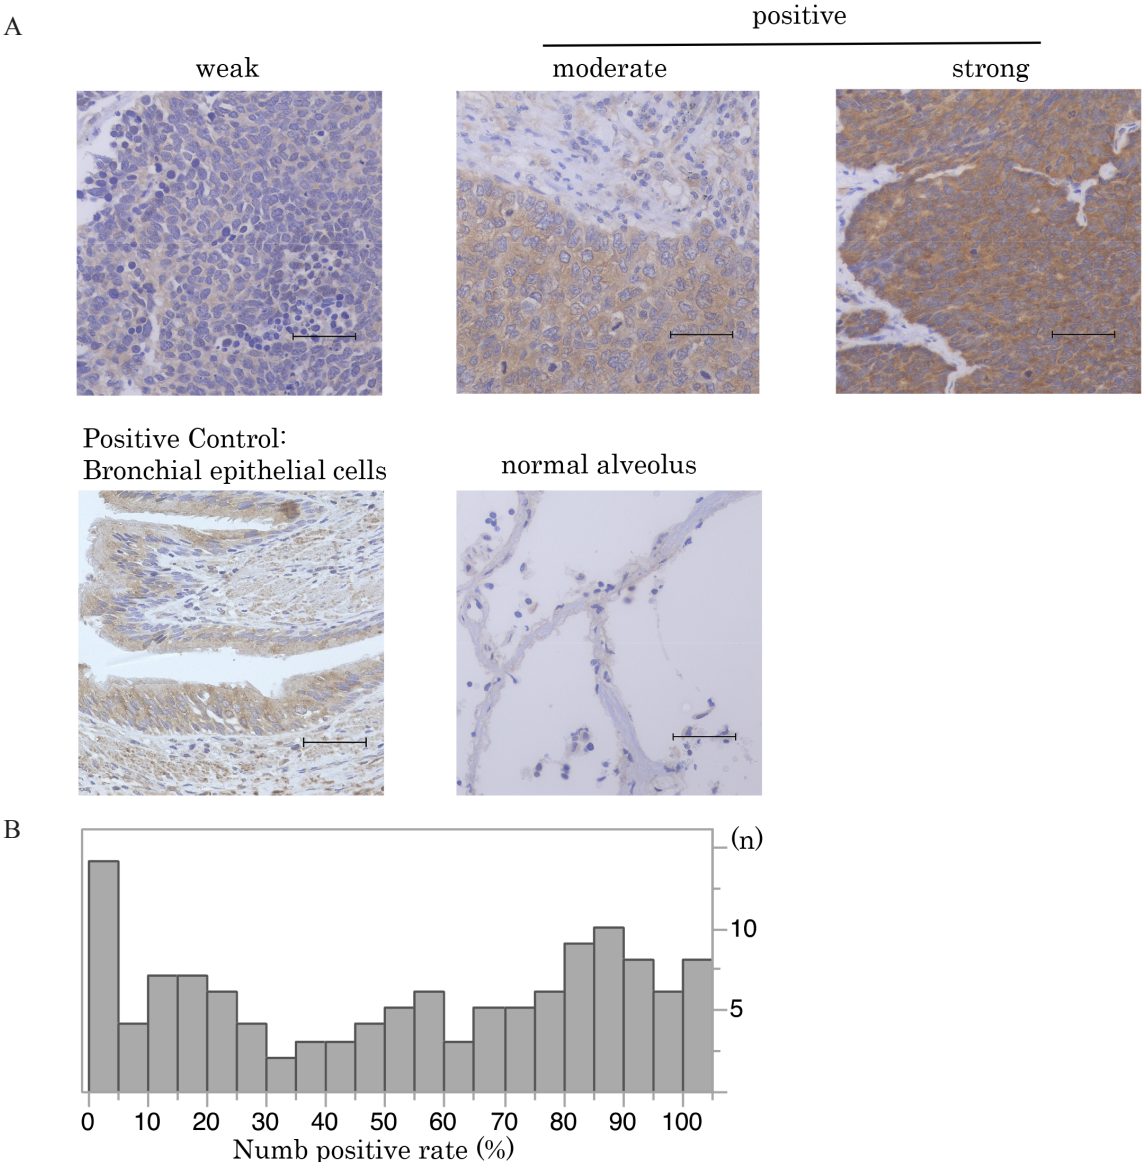 A
positive
weak
moderate
strong
Positive Control:
Bronchial epithelial cells
normal alveolus
B
(n)
10
5
0 10 20 30 40 50 60 70 80 90 100
Numb positive rate (%)